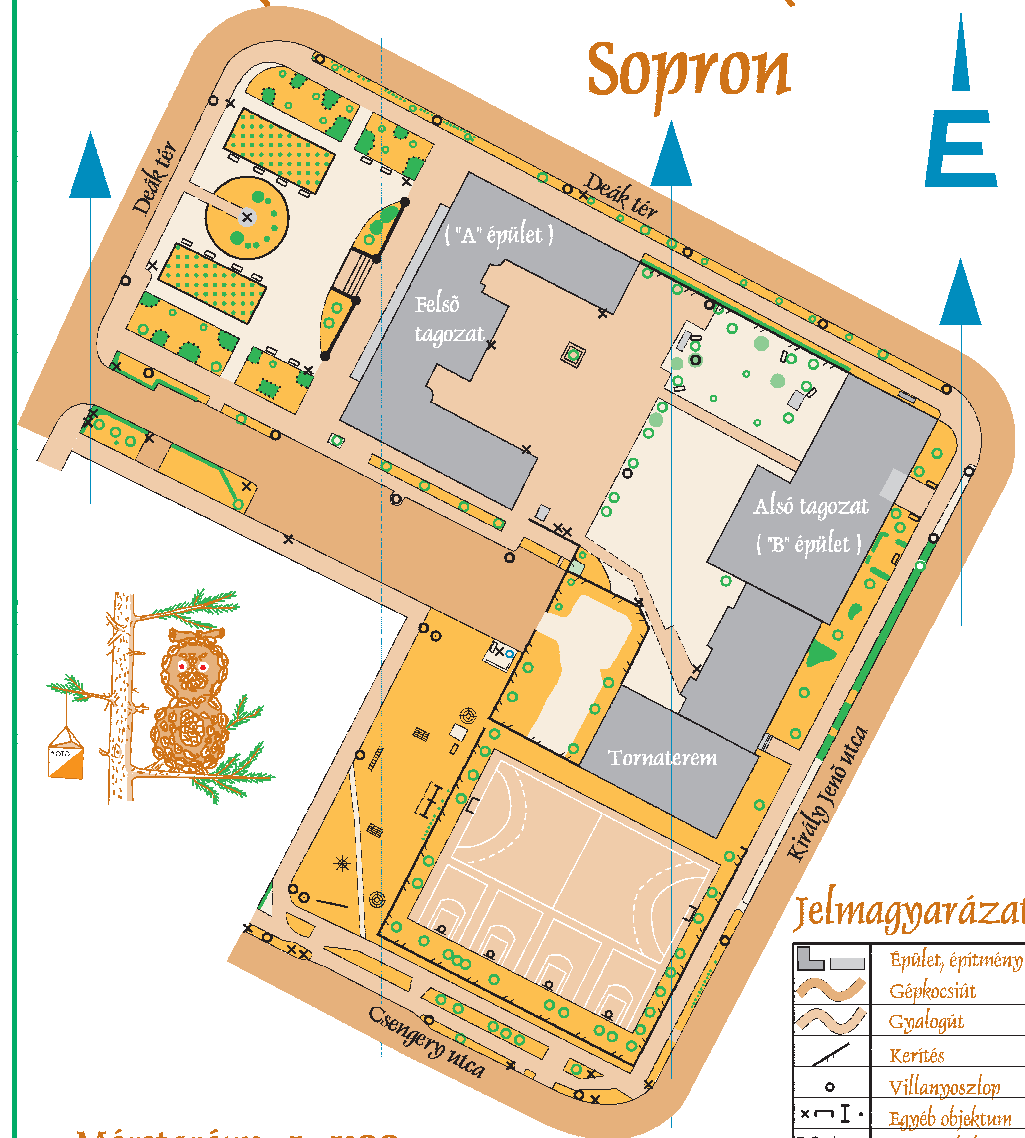 Sopron
É
Deák tér
Deák tér
( "A" épület )
Felsõ
tagozat
Alsó tagozat
( "B" épület )
Tornaterem
Király Jenõ utca
Csengery utca
Jelmagyarázat
Épület, építmény
Gépkocsiút
Gyalogút
Kerítés
Villanyoszlop
Egyéb objektum